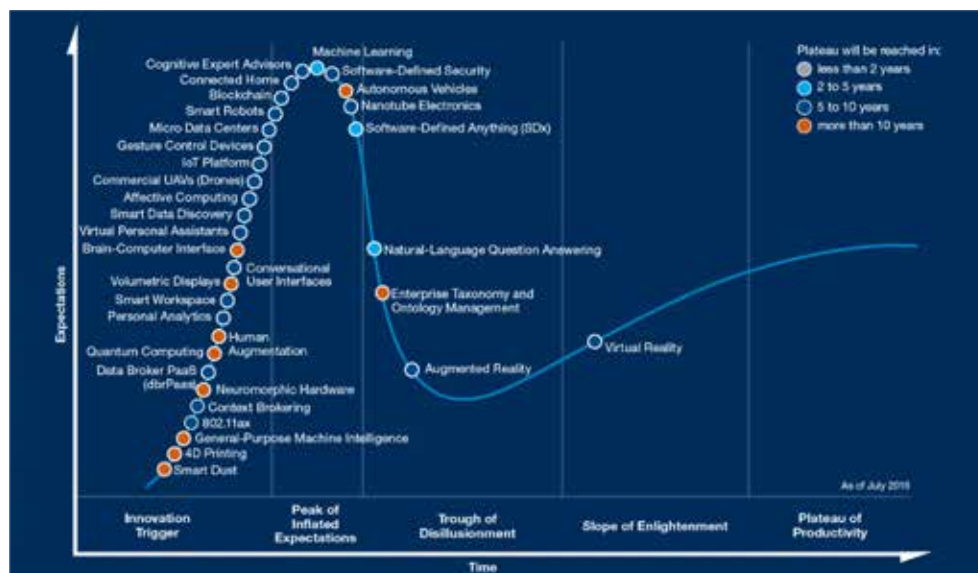 Machine Learning
Cognitive Expert Advisors
Software-Defined Security
Connected Home
Autonomous Vehicles
Blockchain
Nanotube Electronics
Smart Robots
Micro Data Centers
Software-Defined Anything (SDx)
Gesture Control Devices
IoT Platform
Commercial UAVs (Drones)
Affective Computing
Smart Data Discovery
Virtual Personal Assistants
Brain-Computer Interface
Natural-Language Question Answering
Conversational
User Interfaces
Volumetric Displays
Enterprise Taxonomy and
Ontology Management
Smart Workspace
Personal Analytics
Human
Augmentation
Virtual Reality
Quantum Computing
Augmented Reality
Data Broker PaaS
(dbrPaas)
Neuromorphic Hardware
Context Brokering
802.11ax
General-Purpose Machine Intelligence
4D Printing
Smart Dust
Plateau will be reached in:
less than 2 years
2 to 5 years
5 to 10 years
more than 10 years
Expectations
As of July 2016
Innovation
Trigger
Peak of
Inflated
Expectations
Trough of
Disillusionment
Slope of Enlightenment
Plateau of
Productivity
Time